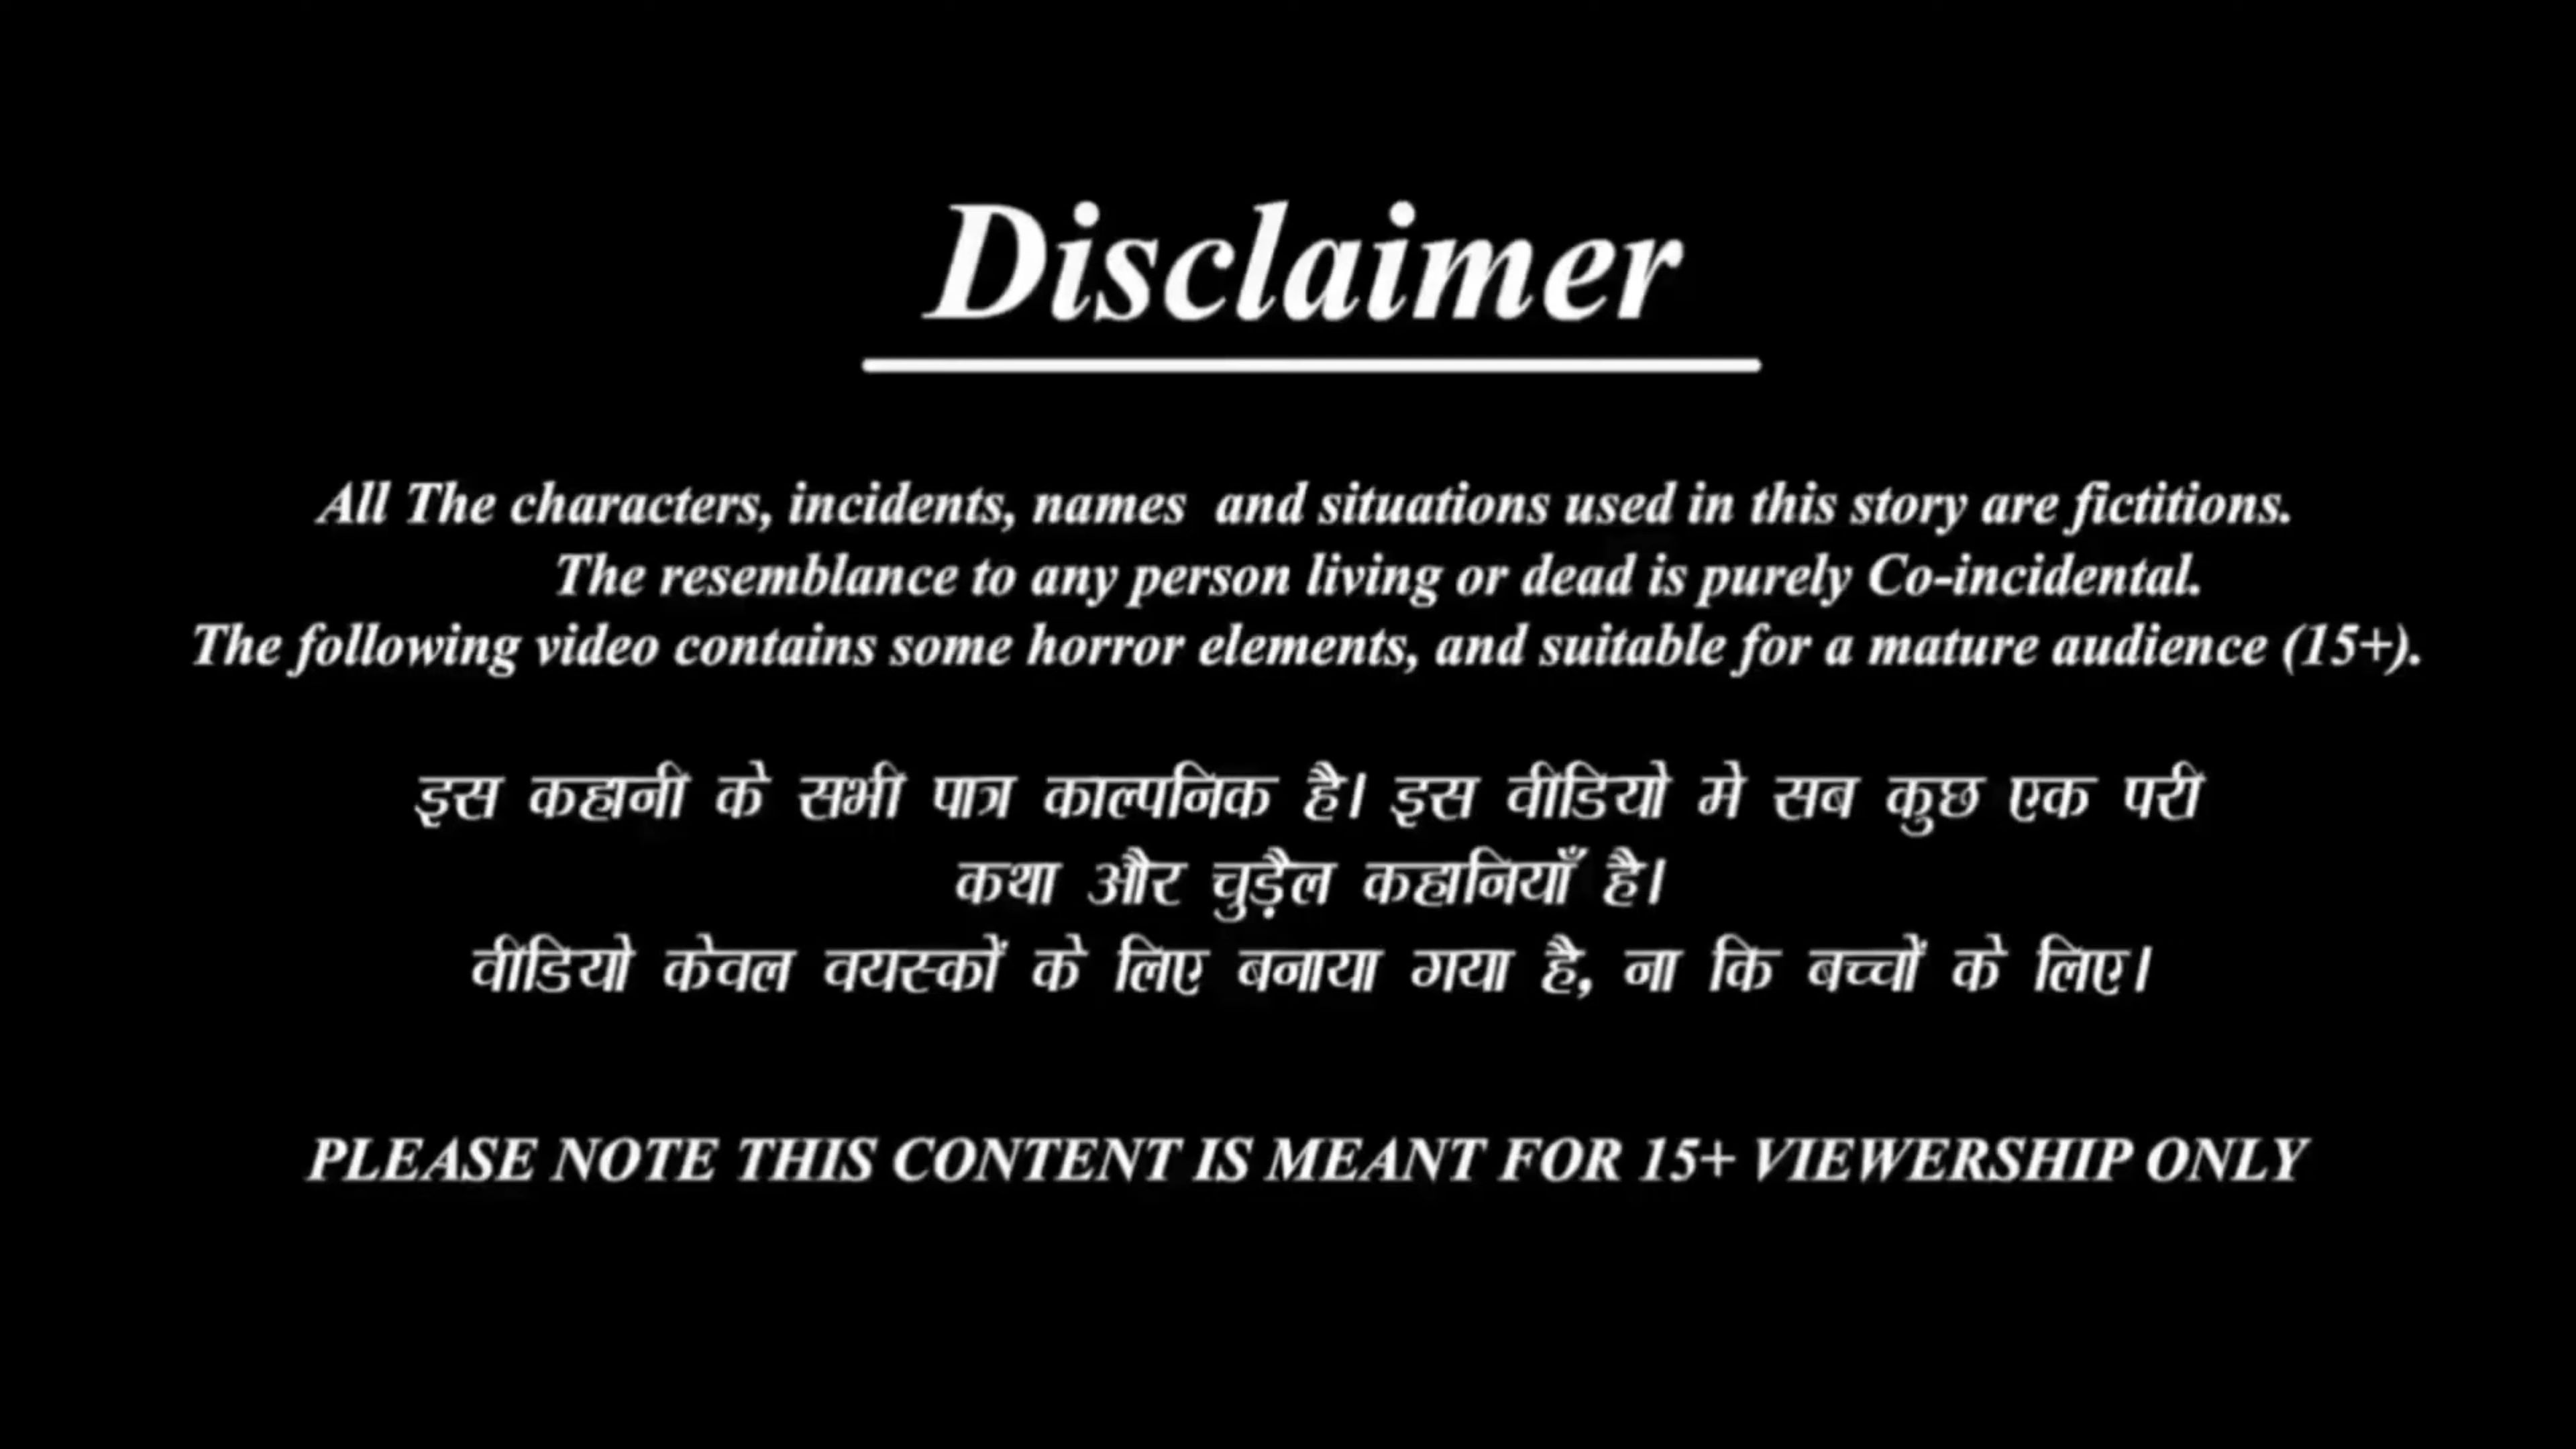 Disclaimer
All The characters, incidents, names and situations used in this story are fictitions.
The resemblance to any person living or dead is purely Co-incidental.
The following video contains some horror elements, and suitable for a mature audience (15+).
इस कहानी के सभी पात्र काल्पनिक है। इस वीडियो मे सब कुछ एक परी
कथा और चुड़ैल कहानियाँ है।
वीडियो केवल वयस्कों के लिए बनाया गया है, ना कि बच्चों के लिए।
PLEASE NOTE THIS CONTENT IS MEANT FOR 15+ VIEWERSHIP ONLY